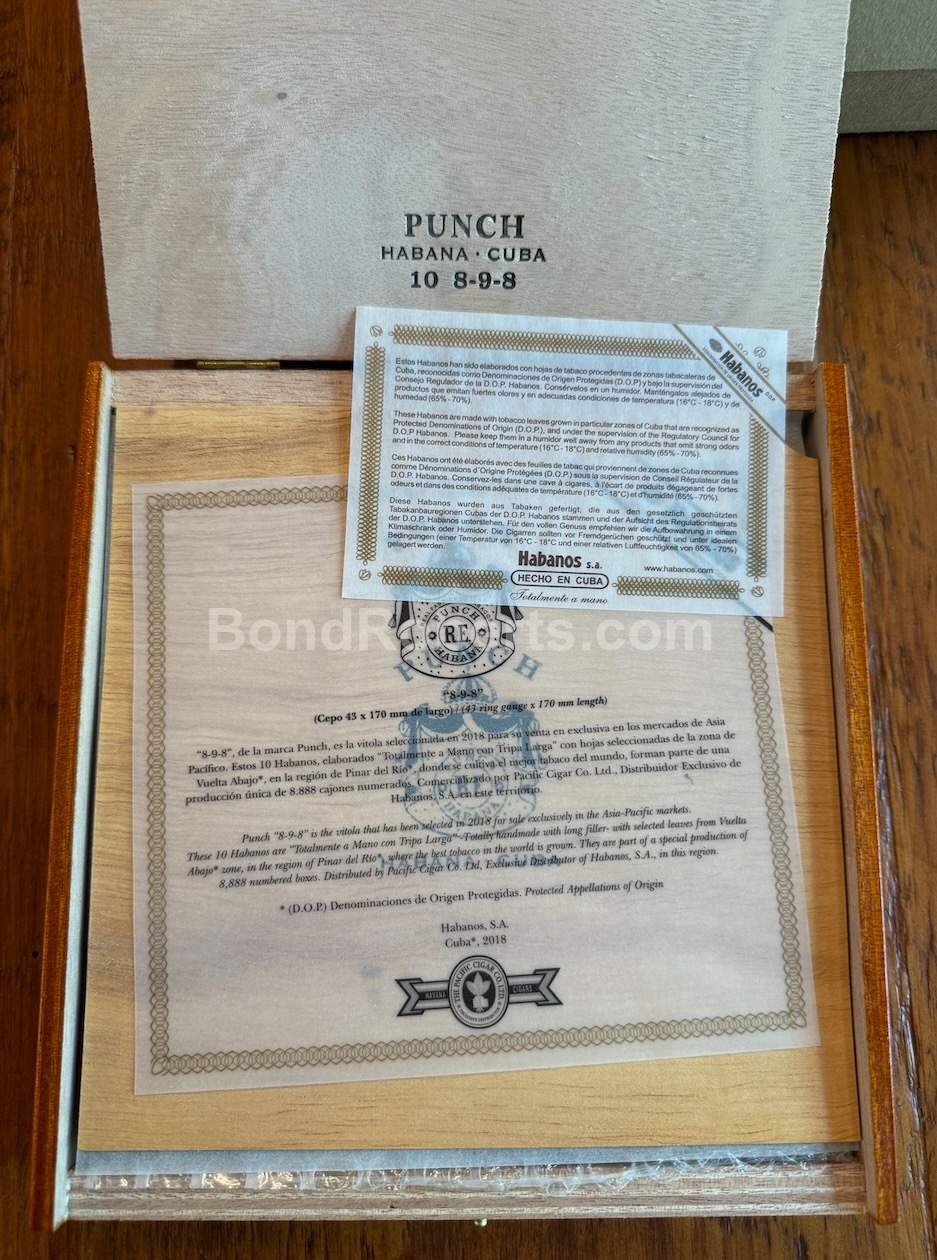 PUNCH
HABANA · CUBA
10 8-9-8
Habanos s.a.
Estos Habanos han sido elaborados con hojas de tabaco procedentes de zonas tabacaleras de
Cuba, reconocidas como Denominaciones de Origen Protegidas (D.O.P) y bajo la supervisión del
Consejo Regulador de la D.O.P. Habanos. Consérvelos en un humidor. Manténgalos alejados de
productos que emitan fuertes olores y en adecuadas condiciones de temperatura (16°C - 18°C) y de
humedad (65% - 70%).
These Habanos are made with tobacco leaves grown in particular zones of Cuba that are recognized as
Protected Denominations of Origin (D.O.P.), and under the supervision of the Regulatory Council for
D.O.P Habanos. Please keep them in a humidor well away from any products that emit strong odors
and in the correct conditions of temperature (16°C - 18°C) and relative humidity (65% - 70%).
Ces Habanos ont été élaborés avec des feuilles de tabac qui proviennent de zones de Cuba reconnues
comme Dénominations d'Origine Protégées (D.O.P.) sous la supervision de Conseil Régulateur de la
D.O.P. Habanos. Conservez-les dans une cave à cigares, à l'écart de produits dégageant de fortes
odeurs et dans des conditions adéquates de température (16°C - 18°C) et d'humidité (65% - 70%).
Diese Habanos wurden aus Tabaken gefertigt, die aus den gesetzlich geschützten
Tabakanbauregionen Cubas der D.O.P. Habanos stammen und der Aufsicht des Regulationsbeirats
der D.O.P. Habanos unterstehen. Für den vollen Genuss empfehlen wir die Aufbewahrung in einem
Klimaschrank oder Humidor. Die Cigarren sollten vor Fremdgerüchen geschützt und unter idealen
Bedingungen (einer Temperatur von 16°C - 18°C und einer relativen Luftfeuchtigkeit von 65% - 70%)
gelagert werden.
Habanos s.a.
www.habanos.com
HECHO EN CUBA
Totalmente a mano
PUNCH
R.E.
HABANA
PUNCH
"8-9-8"
(Cepo 43 x 170 mm de largo) / (43 ring gauge x 170 mm length)
"8-9-8", de la marca Punch, es la vitola seleccionada en 2018 para su venta en exclusiva en los mercados de Asia
Pacífico. Estos 10 Habanos, elaborados "Totalmente a Mano con Tripa Larga" con hojas seleccionadas de la zona de
Vuelta Abajo*, en la región de Pinar del Río*, donde se cultiva el mejor tabaco del mundo, forman parte de una
producción única de 8.888 cajones numerados. Comercializado por Pacific Cigar Co. Ltd., Distribuidor Exclusivo de
Habanos, S.A. en este territorio.
Punch "8-9-8" is the vitola that has been selected in 2018 for sale exclusively in the Asia-Pacific markets.
These 10 Habanos are "Totalmente a Mano con Tripa Larga" -Totally handmade with long filler- with selected leaves from Vuelta
Abajo* zone, in the region of Pinar del Río*, where the best tobacco in the world is grown. They are part of a special production of
8,888 numbered boxes. Distributed by Pacific Cigar Co. Ltd, Exclusive Distributor of Habanos, S.A., in this region.
HABANA CUBA
* (D.O.P.) Denominaciones de Origen Protegidas. Protected Appellations of Origin
Habanos, S.A.
Cuba*, 2018
THE PACIFIC CIGAR CO. LTD.
HAVANA CIGARS
EXCLUSIVE DISTRIBUTOR